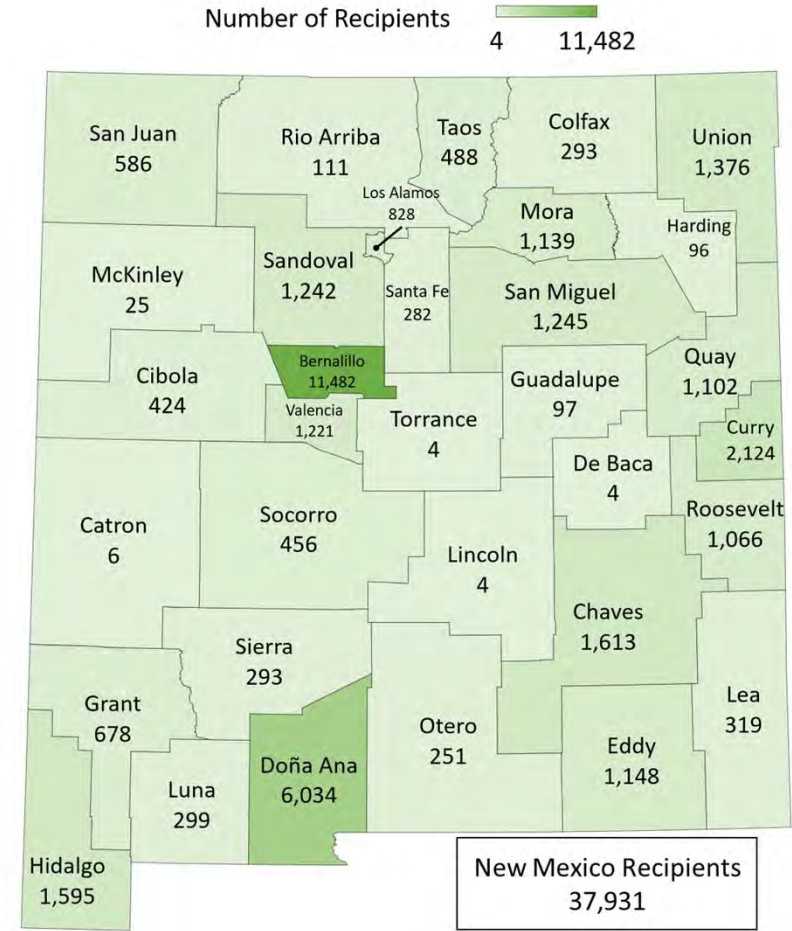 Number of Recipients
4 11,482
San Juan
586
Rio Arriba
111
Taos
488
Colfax
293
Union
1,376
Los Alamos
828
Mora
1,139
Harding
96
McKinley
25
Sandoval
1,242
Santa Fe
282
San Miguel
1,245
Bernalillo
11,482
Cibola
424
Valencia
1,221
Torrance
4
Guadalupe
97
Quay
1,102
Curry
2,124
De Baca
4
Roosevelt
1,066
Catron
6
Socorro
456
Lincoln
4
Chaves
1,613
Sierra
293
Grant
678
Lea
319
Otero
251
Eddy
1,148
Doña Ana
6,034
Luna
299
Hidalgo
1,595
New Mexico Recipients
37,931